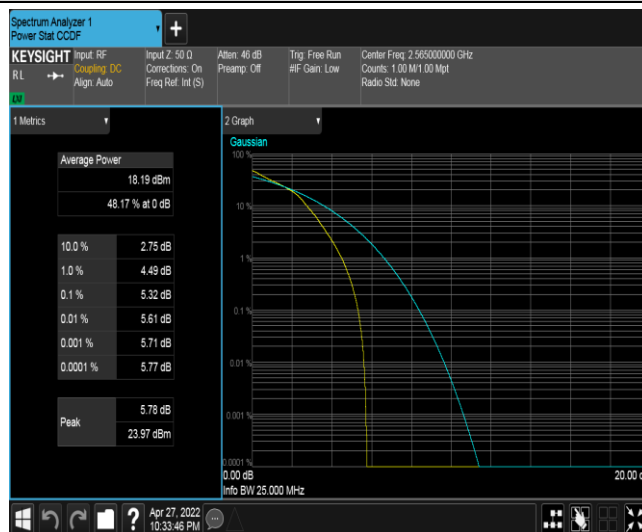 Spectrum Analyzer 1
Power Stat CCDF
+
KEYSIGHT
RL
LXI
Input: RF
Coupling: DC
Align: Auto
Input Z: 50 Ω
Corrections: On
Freq Ref: Int (S)
Atten: 46 dB
Preamp: Off
Trig: Free Run
#IF Gain: Low
Center Freq: 2.565000000 GHz
Counts: 1.00 M/1.00 Mpt
Radio Std: None
1 Metrics
Average Power
18.19 dBm
48.17 % at 0 dB
10.0 % 2.75 dB
1.0 % 4.49 dB
0.1 % 5.32 dB
0.01 % 5.61 dB
0.001 % 5.71 dB
0.0001 % 5.77 dB
Peak 5.78 dB
23.97 dBm
2 Graph
Gaussian
100 %
10 %
1 %
0.1 %
0.01 %
0.001 %
0.0001 %
0.00 dB
20.00
Info BW 25.000 MHz
?
Apr 27, 2022
10:33:46 PM